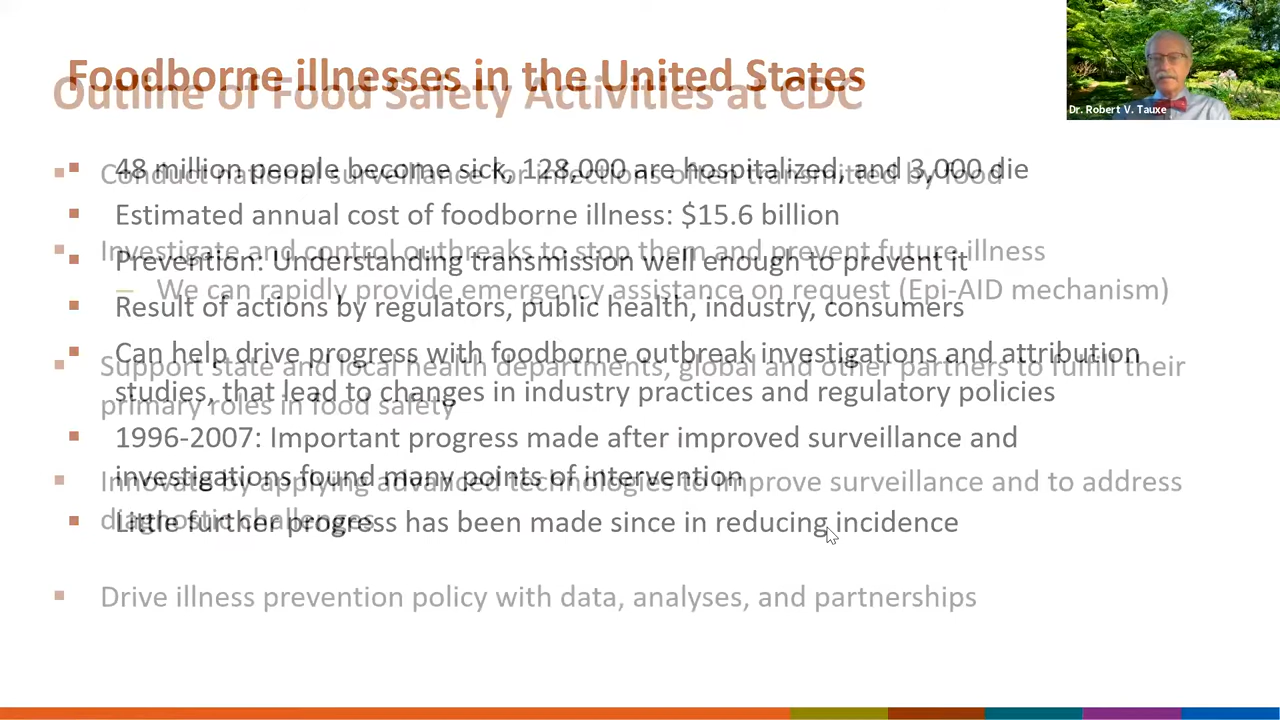 Foodborne illnesses in the United States
Outline of Food Safety Activities at CDC
Dr. Robert V. Tauxe
48 million people become sick, 128,000 are hospitalized, and 3,000 die
Conduct national surveillance for infections often transmitted by food
Estimated annual cost of foodborne illness: $15.6 billion
Investigate and control outbreaks to stop them and prevent future illness
Prevention: Understanding transmission well enough to prevent it
– We can rapidly provide emergency assistance on request (Epi-AID mechanism)
Result of actions by regulators, public health, industry, consumers
Can help drive progress with foodborne outbreak investigations and attribution
Support state and local health departments, global and other partners to fulfill their
studies, that lead to changes in industry practices and regulatory policies
primary roles in food safety
1996-2007: Important progress made after improved surveillance and
investigations found many points of intervention
Innovate by applying advanced technologies to improve surveillance and to address
diagnostic challenges
Little further progress has been made since in reducing incidence
Drive illness prevention policy with data, analyses, and partnerships